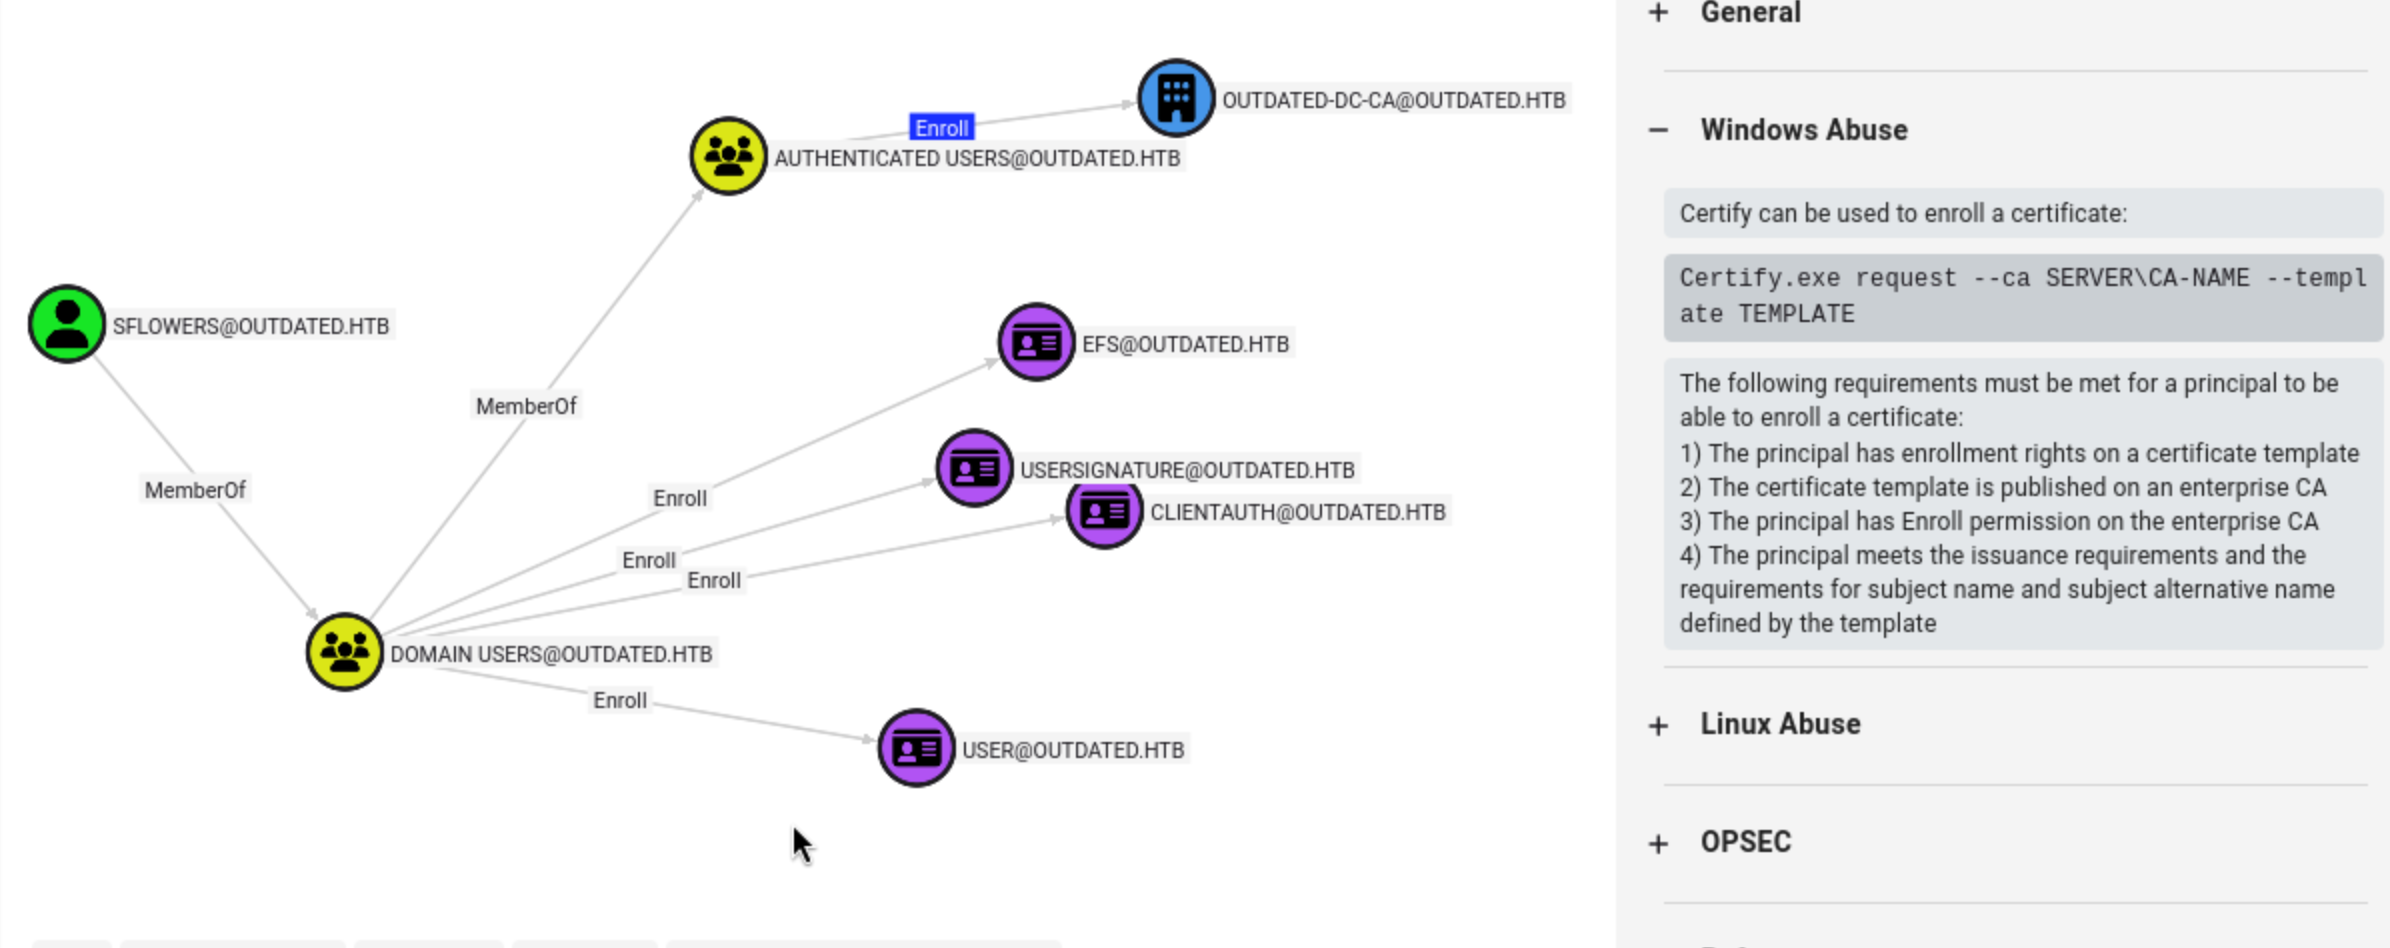 OUTDATED-DC-CA@OUTDATED.HTB
Enroll
AUTHENTICATED USERS@OUTDATED.HTB
SFLOWERS@OUTDATED.HTB
EFS@OUTDATED.HTB
MemberOf
USERSIGNATURE@OUTDATED.HTB
MemberOf
Enroll
CLIENTAUTH@OUTDATED.HTB
Enroll
Enroll
DOMAIN USERS@OUTDATED.HTB
Enroll
USER@OUTDATED.HTB
+ General
− Windows Abuse
Certify can be used to enroll a certificate:
Certify.exe request --ca SERVER\CA-NAME --templ
ate TEMPLATE
The following requirements must be met for a principal to be
able to enroll a certificate:
1) The principal has enrollment rights on a certificate template
2) The certificate template is published on an enterprise CA
3) The principal has Enroll permission on the enterprise CA
4) The principal meets the issuance requirements and the
requirements for subject name and subject alternative name
defined by the template
+ Linux Abuse
+ OPSEC